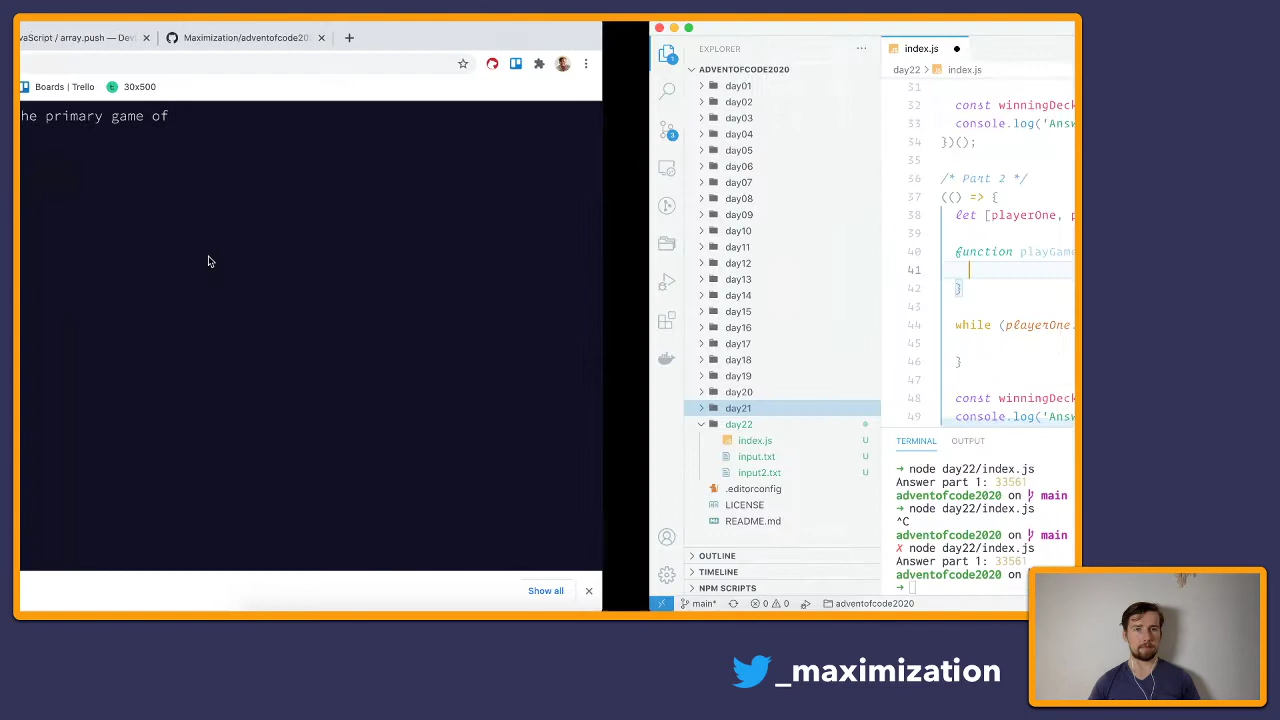 vaScript / array.push — Dev
Maximization/adventofcode20
Boards | Trello
30x500
he primary game of
EXPLORER
ADVENTOFCODE2020
day01
day02
day03
day04
day05
day06
day07
day08
day09
day10
day11
day12
day13
day14
day15
day16
day17
day18
day19
day20
day21
day22
index.js U
input.txt U
input2.txt U
.editorconfig
LICENSE
README.md
OUTLINE
TIMELINE
NPM SCRIPTS
index.js
day22 > index.js
31
32 const winningDeck
33 console.log('Answ
34 })();
35
36 /* Part 2 */
37 (() => {
38 let [playerOne, p
39
40 function playGame
41
42 }
43
44 while (playerOne.
45
46 }
47
48 const winningDeck
49 console.log('Answ
TERMINAL OUTPUT
➜ node day22/index.js
Answer part 1: 33561
adventofcode2020 on main
➜ node day22/index.js
^C
adventofcode2020 on main
X node day22/index.js
Answer part 1: 33561
adventofcode2020 on
➜
Show all
main* 0 0 adventofcode2020
1
3
_maximization